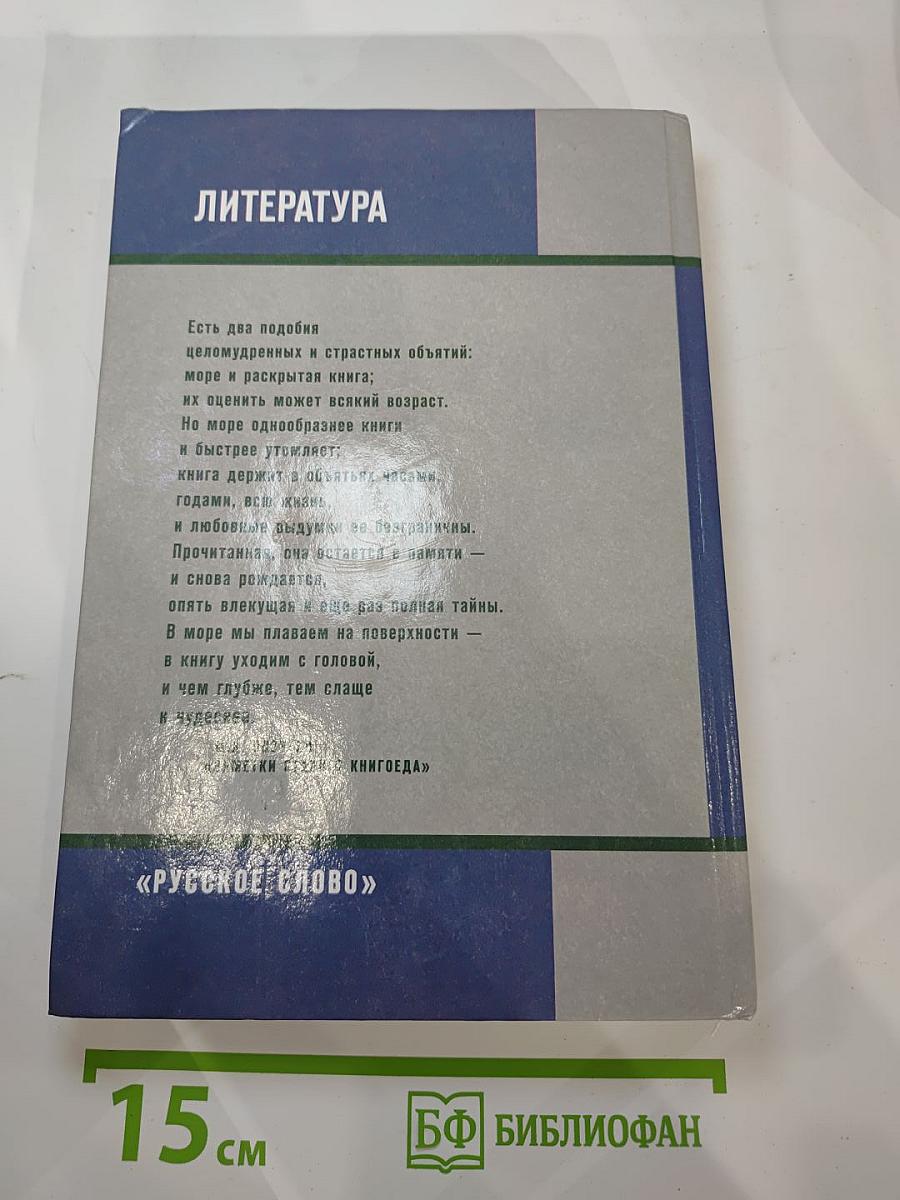 ЛИТЕРАТУРА
Есть два подобия
целомудренных и страстных объятий:
море и раскрытая книга;
их оценить может всякий возраст.
Но море однообразнее книги
и быстрее утомляет;
книга держит в объятьях часами,
годами, всю жизнь,
и любовные выдумки ее безграничны.
Прочитанная, она остается в памяти —
и снова рождается,
опять влекущая и еще раз полная тайны.
В море мы плаваем на поверхности —
в книгу уходим с головой,
и чем глубже, тем слаще
и чудесней.
КНИГОЕДА»
«РУССКОЕ СЛОВО»
15 см
БФ БИБЛИОФАН